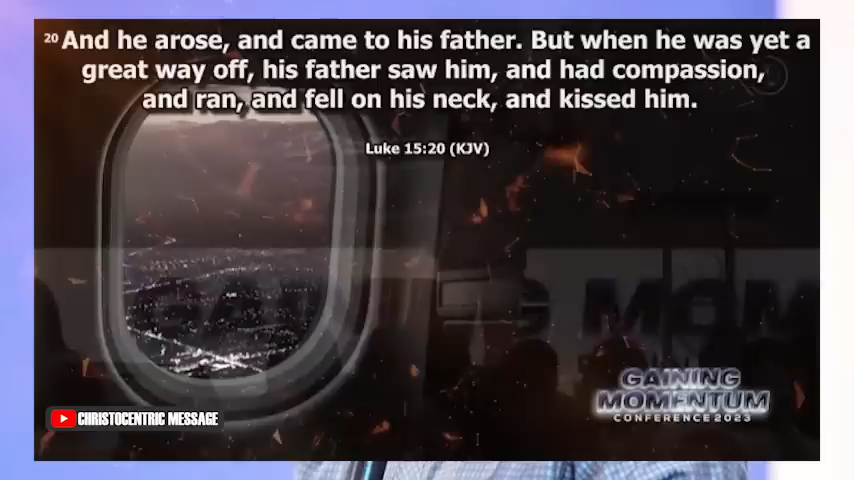 20 And he arose, and came to his father. But when he was yet a
great way off, his father saw him, and had compassion,
and ran, and fell on his neck, and kissed him.
Luke 15:20 (KJV)
GAINING MOM
GAINING
MOMENTUM
CONFERENCE 2023
CHRISTOCENTRIC MESSAGE